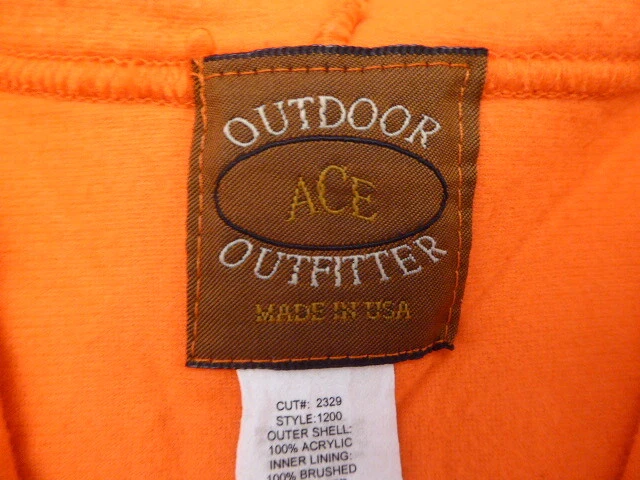 OUTDOOR
ACE
OUTFITTER
MADE IN USA
CUT#: 2329
STYLE:1200
OUTER SHELL:
100% ACRYLIC
INNER LINING:
100% BRUSHED